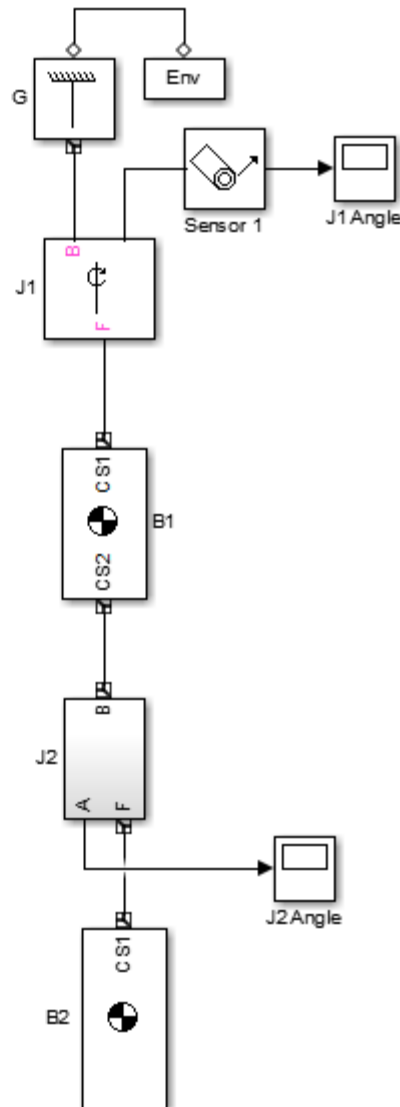 Env
G
Sensor 1
J1 Angle
B
J1
F
CS1
B1
CS2
B
J2
A
F
J2 Angle
CS1
B2